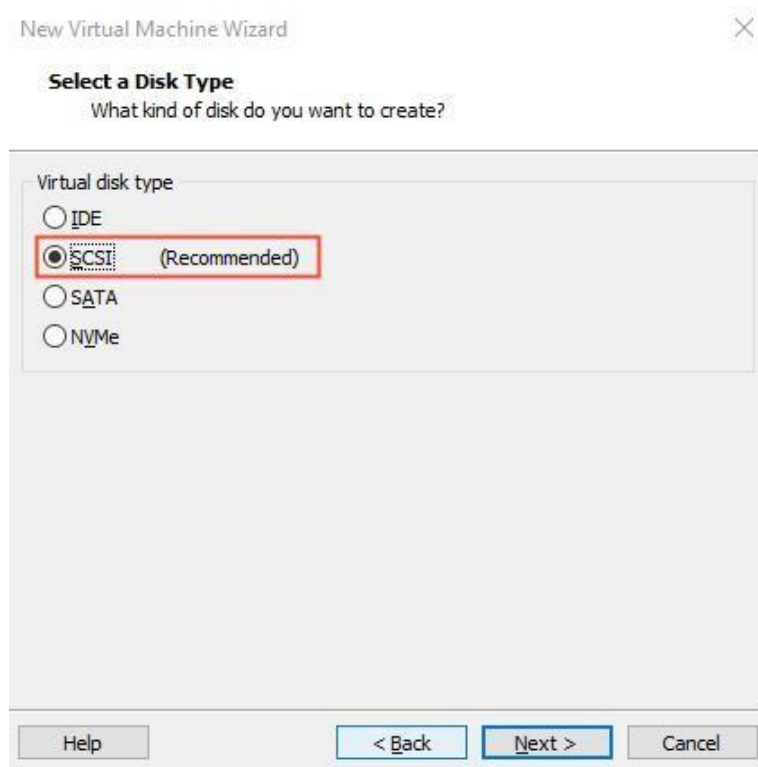 New Virtual Machine Wizard
Select a Disk Type
What kind of disk do you want to create?
Virtual disk type
IDE
SCSI (Recommended)
SATA
NVMe
Help < Back Next > Cancel